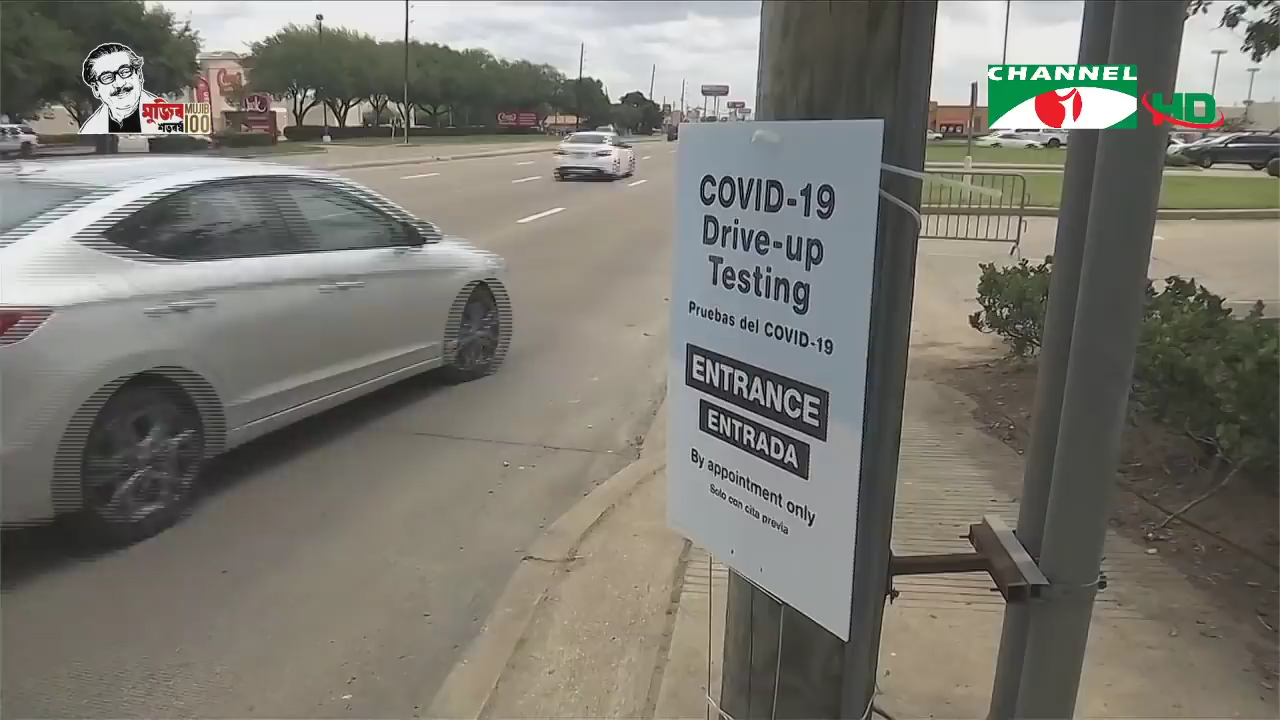 মুজিব
শতবর্ষ
MUJIB
100
CHANNEL
i
HD
COVID-19
Drive-up
Testing
Pruebas del COVID-19
ENTRANCE
ENTRADA
By appointment only
Solo con cita previa